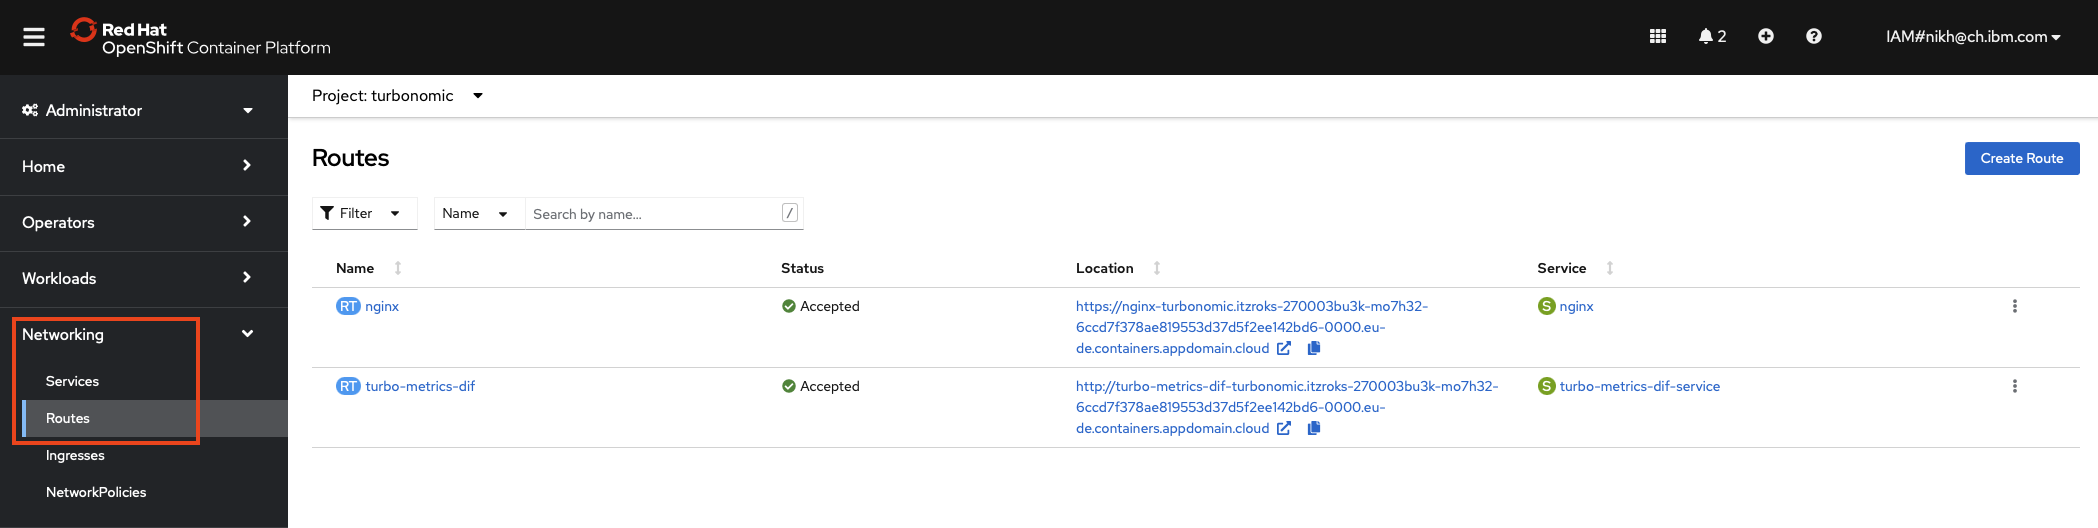 Red Hat
OpenShift Container Platform
2
IAM#nikh@ch.ibm.com
Administrator
Home
Operators
Workloads
Networking
Services
Routes
Ingresses
NetworkPolicies
Project: turbonomic
Routes
Create Route
Filter
Name
Search by name...
/
Name Status Location Service
RT nginx
Accepted
https://nginx-turbonomic.itzroks-270003bu3k-mo7h32-
6ccd7f378ae819553d37d5f2ee142bd6-0000.eu-
de.containers.appdomain.cloud
S nginx
RT turbo-metrics-dif
Accepted
http://turbo-metrics-dif-turbonomic.itzroks-270003bu3k-mo7h32-
6ccd7f378ae819553d37d5f2ee142bd6-0000.eu-
de.containers.appdomain.cloud
S turbo-metrics-dif-service